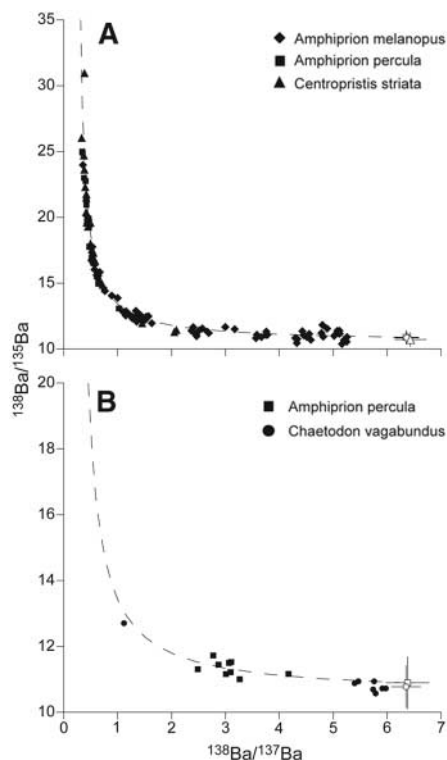 A
◆ Amphiprion melanopus
■ Amphiprion percula
▲ Centropristis striata
35
30
25
20
15
10
¹³⁸Ba/¹³⁵Ba
B
■ Amphiprion percula
● Chaetodon vagabundus
20
18
16
14
12
10
0 1 2 3 4 5 6 7
¹³⁸Ba/¹³⁷Ba